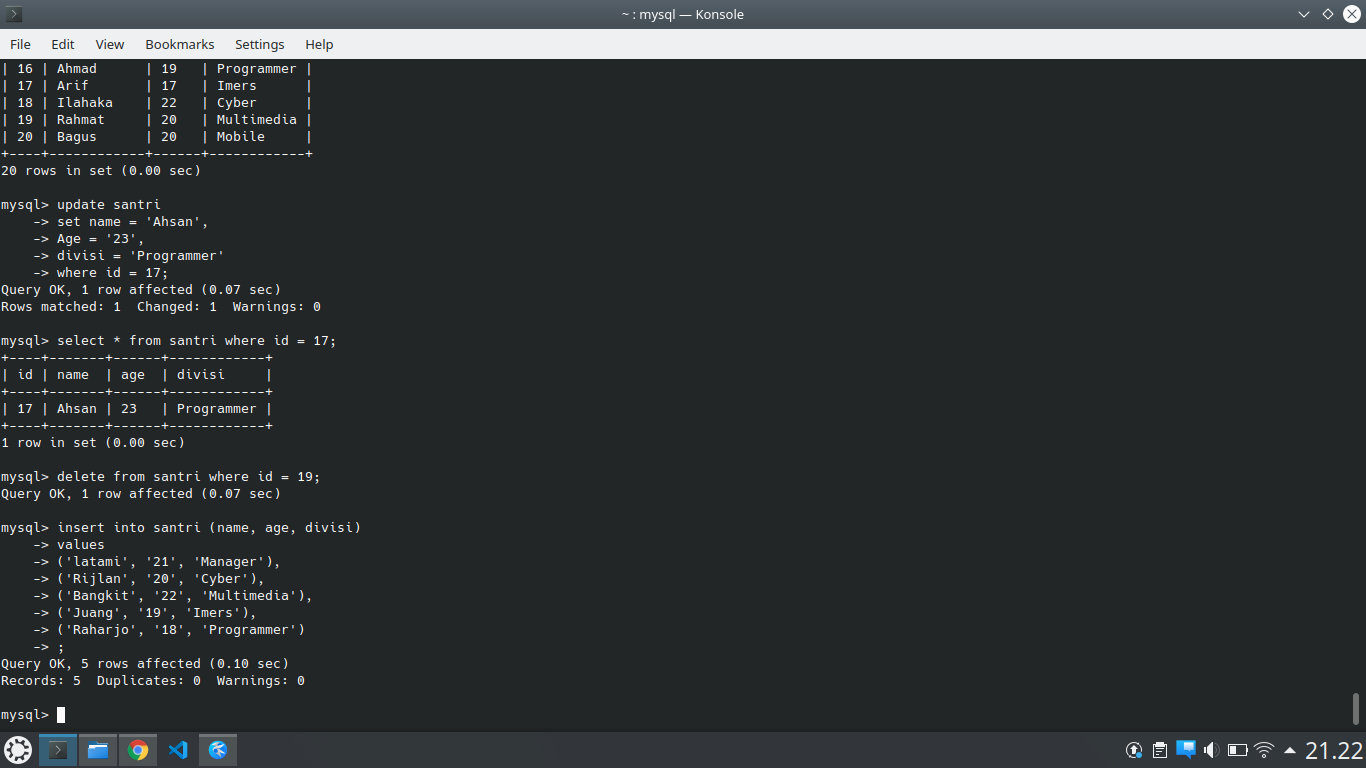 ~ : mysql — Konsole
File Edit View Bookmarks Settings Help
| 16 | Ahmad      | 19   | Programmer |
| 17 | Arif       | 17   | Imers      |
| 18 | Ilahaka    | 22   | Cyber      |
| 19 | Rahmat     | 20   | Multimedia |
| 20 | Bagus      | 20   | Mobile     |
+----+------------+------+------------+
20 rows in set (0.00 sec)
mysql> update santri
    -> set name = 'Ahsan',
    -> Age = '23',
    -> divisi = 'Programmer'
    -> where id = 17;
Query OK, 1 row affected (0.07 sec)
Rows matched: 1  Changed: 1  Warnings: 0
mysql> select * from santri where id = 17;
+----+-------+------+------------+
| id | name  | age  | divisi     |
+----+-------+------+------------+
| 17 | Ahsan | 23   | Programmer |
+----+-------+------+------------+
1 row in set (0.00 sec)
mysql> delete from santri where id = 19;
Query OK, 1 row affected (0.07 sec)
mysql> insert into santri (name, age, divisi)
    -> values
    -> ('latami', '21', 'Manager'),
    -> ('Rijlan', '20', 'Cyber'),
    -> ('Bangkit', '22', 'Multimedia'),
    -> ('Juang', '19', 'Imers'),
    -> ('Raharjo', '18', 'Programmer')
    -> ;
Query OK, 5 rows affected (0.10 sec)
Records: 5  Duplicates: 0  Warnings: 0
mysql>
21.22